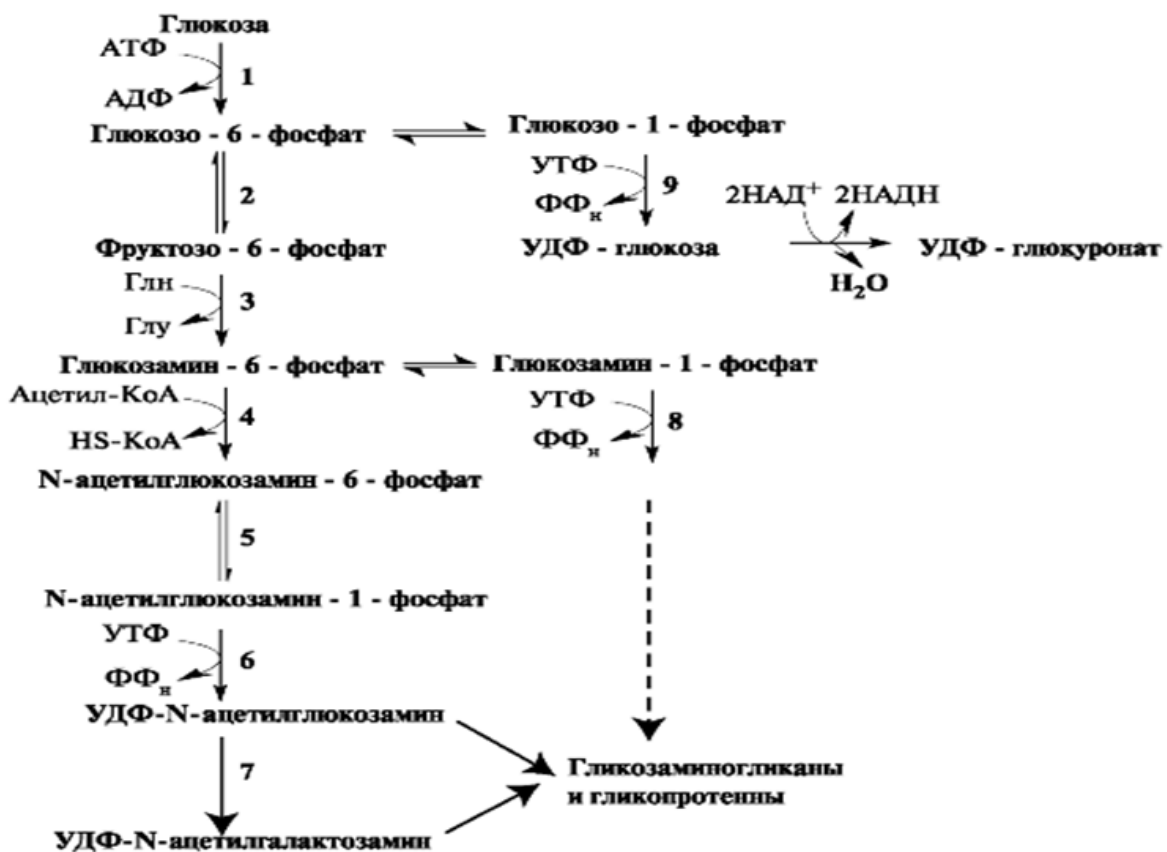 Глюкоза
АТФ
1
АДФ
Глюкозо - 6 - фосфат
Глюкозо - 1 - фосфат
УТФ
9
ФФн
2
2НАД+ 2НАДН
Фруктозо - 6 - фосфат
УДФ - глюкоза
УДФ - глюкуронат
H2O
Глн
3
Глу
Глюкозамин - 6 - фосфат
Глюкозамин - 1 - фосфат
Ацетил-КоА
4
HS-КоА
УТФ
8
ФФн
N-ацетилглюкозамин - 6 - фосфат
5
N-ацетилглюкозамин - 1 - фосфат
УТФ
6
ФФн
УДФ-N-ацетилглюкозамин
7
Гликозаминогликаны
и гликопротенны
УДФ-N-ацетилгалактозамин